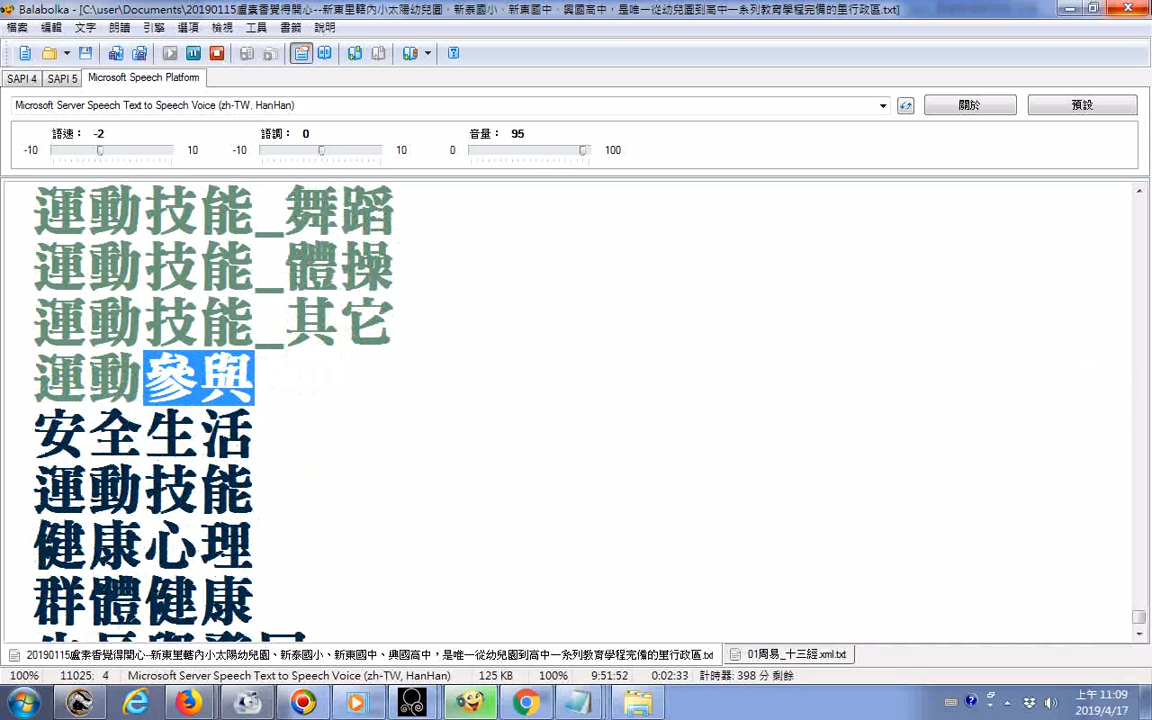 Balabolka - [C:\user\Documents\20190115盧素香覺得開心--新東里轄內小太陽幼兒園、新泰國小、新東國中、興國高中，是唯一從幼兒園到高中一系列教育學程完備的里行政區.txt]
檔案 編輯 文字 朗讀 引擎 選項 檢視 工具 書籤 說明
SAPI 4 SAPI 5 Microsoft Speech Platform
Microsoft Server Speech Text to Speech Voice (zh-TW, HanHan) 關於 預設
語速： -2 語調： 0 音量： 95
-10 10 -10 10 0 100
運動技能_舞蹈
運動技能_體操
運動技能_其它
運動參與
安全生活
運動技能
健康心理
群體健康
20190115盧素香覺得開心--新東里轄內小太陽幼兒園、新泰國小、新東國中、興國高中，是唯一從幼兒園到高中一系列教育學程完備的里行政區.txt 01周易_十三經.xml.txt
100% 11025: 4 Microsoft Server Speech Text to Speech Voice (zh-TW, HanHan) 125 KB 100% 9:51:52 0:02:33 計時器: 398 分 剩餘
上午 11:09
2019/4/17